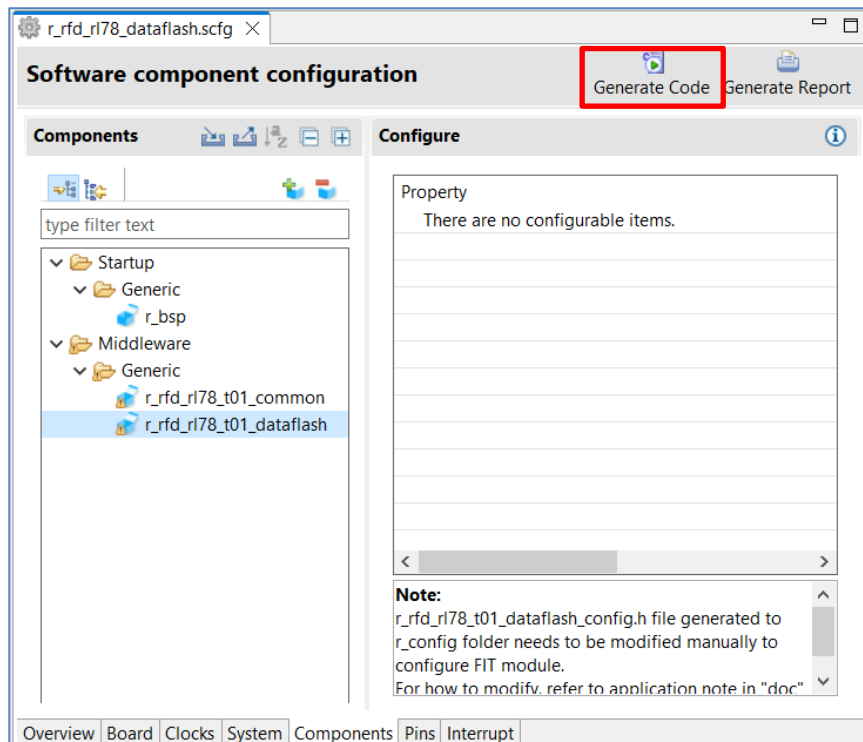 r_rfd_rl78_dataflash.scfg
Software component configuration
Generate Code
Generate Report
Components
Configure
type filter text
Startup
Generic
r_bsp
Middleware
Generic
r_rfd_rl78_t01_common
r_rfd_rl78_t01_dataflash
Property
There are no configurable items.
Note:
r_rfd_rl78_t01_dataflash_config.h file generated to
r_config folder needs to be modified manually to
configure FIT module.
For how to modify, refer to application note in "doc"
Overview Board Clocks System Components Pins Interrupt